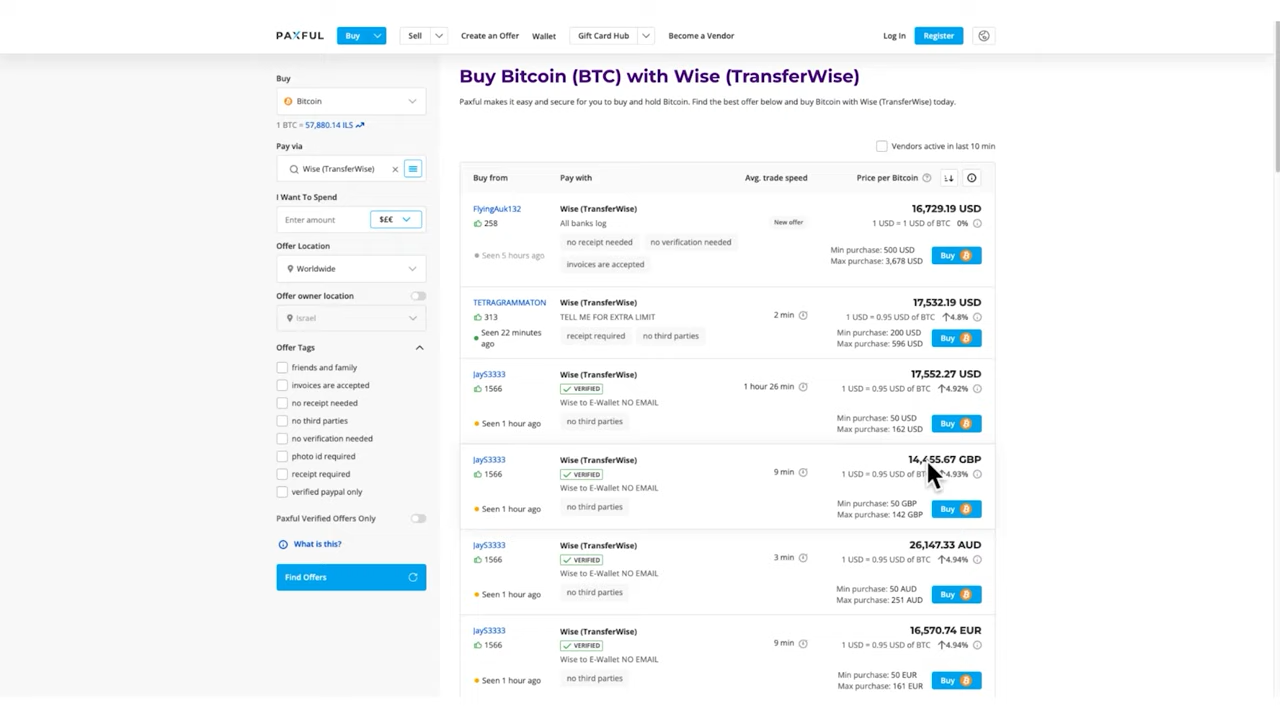 PAXFUL
Buy
Sell
Create an Offer
Wallet
Gift Card Hub
Become a Vendor
Log In
Register
Buy
Bitcoin
1 BTC = 57,880.14 ILS
Pay via
Wise (TransferWise)
I Want To Spend
Enter amount
$££
Offer Location
Worldwide
Offer owner location
Israel
Offer Tags
friends and family
invoices are accepted
no receipt needed
no third parties
no verification needed
photo id required
receipt required
verified paypal only
Paxful Verified Offers Only
What is this?
Find Offers
Buy Bitcoin (BTC) with Wise (TransferWise)
Paxful makes it easy and secure for you to buy and hold Bitcoin. Find the best offer below and buy Bitcoin with Wise (TransferWise) today.
Vendors active in last 10 min
Buy from Pay with Avg. trade speed Price per Bitcoin
FlyingAuk132 Wise (TransferWise) 16,729.19 USD
258 All banks log New offer 1 USD = 1 USD of BTC 0%
no receipt needed no verification needed
Seen 5 hours ago invoices are accepted
Min purchase: 500 USD
Max purchase: 3,678 USD
Buy
TETRAGRAMMATON Wise (TransferWise) 17,532.19 USD
313 TELL ME FOR EXTRA LIMIT 2 min 1 USD = 0.95 USD of BTC 4.8%
Seen 22 minutes ago
receipt required no third parties
Min purchase: 200 USD
Max purchase: 596 USD
Buy
JayS3333 Wise (TransferWise) 17,552.27 USD
1566 VERIFIED 1 hour 26 min 1 USD = 0.95 USD of BTC 4.92%
Wise to E-Wallet NO EMAIL
Seen 1 hour ago no third parties
Min purchase: 50 USD
Max purchase: 162 USD
Buy
JayS3333 Wise (TransferWise) GBP
1566 VERIFIED 9 min 1 USD = 0.95 USD of 4.93%
Wise to E-Wallet NO EMAIL
Seen 1 hour ago no third parties
Min purchase: 50 GBP
Max purchase: 142 GBP
Buy
JayS3333 Wise (TransferWise) 26,147.33 AUD
1566 VERIFIED 3 min 1 USD = 0.95 USD of BTC 4.94%
Wise to E-Wallet NO EMAIL
Seen 1 hour ago no third parties
Min purchase: 50 AUD
Max purchase: 251 AUD
Buy
JayS3333 Wise (TransferWise) 16,570.74 EUR
1566 VERIFIED 9 min 1 USD = 0.95 USD of BTC 4.94%
Wise to E-Wallet NO EMAIL
Seen 1 hour ago no third parties
Min purchase: 50 EUR
Max purchase: 161 EUR
Buy